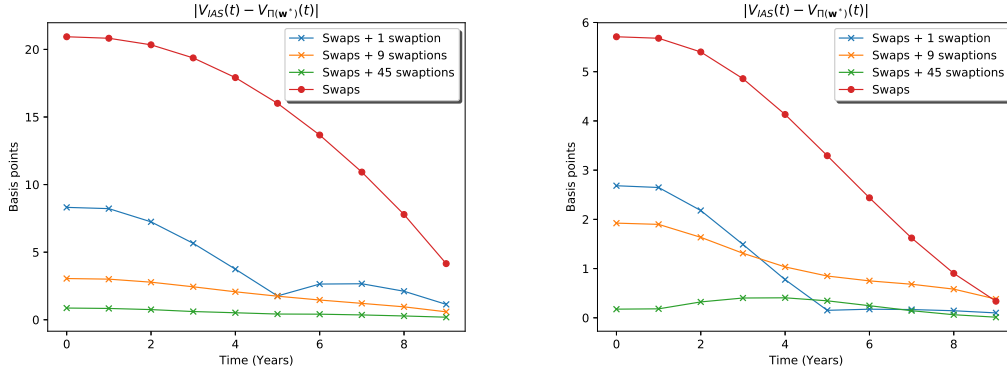 |V_{IAS}(t) − V_{Π(w*)}(t)|
Swaps + 1 swaption
Swaps + 9 swaptions
Swaps + 45 swaptions
Swaps
Basis points
20
15
10
5
0
0 2 4 6 8
Time (Years)
|V_{IAS}(t) − V_{Π(w*)}(t)|
Swaps + 1 swaption
Swaps + 9 swaptions
Swaps + 45 swaptions
Swaps
Basis points
6
5
4
3
2
1
0
0 2 4 6 8
Time (Years)